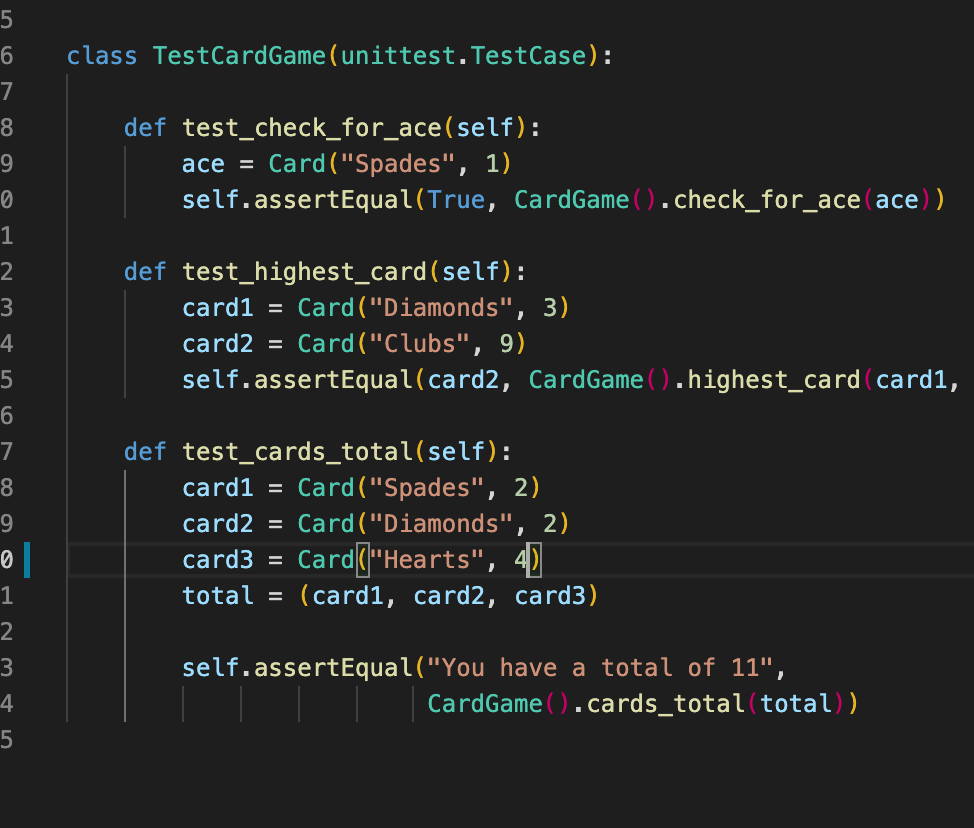 5
6 class TestCardGame(unittest.TestCase):
7
8 def test_check_for_ace(self):
9 ace = Card("Spades", 1)
0 self.assertEqual(True, CardGame().check_for_ace(ace))
1
2 def test_highest_card(self):
3 card1 = Card("Diamonds", 3)
4 card2 = Card("Clubs", 9)
5 self.assertEqual(card2, CardGame().highest_card(card1,
6
7 def test_cards_total(self):
8 card1 = Card("Spades", 2)
9 card2 = Card("Diamonds", 2)
0 card3 = Card("Hearts", 4)
1 total = (card1, card2, card3)
2
3 self.assertEqual("You have a total of 11",
4 CardGame().cards_total(total))
5